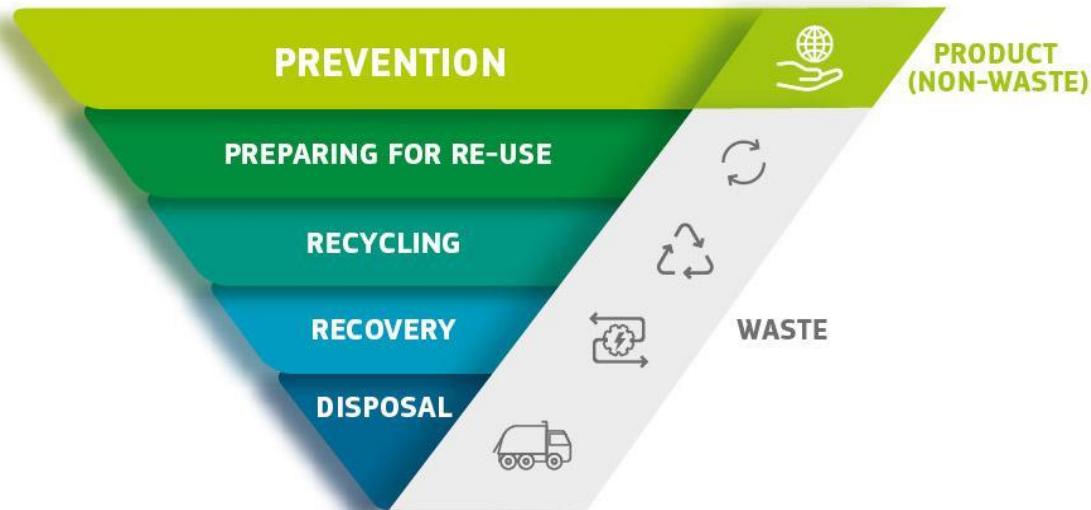 PREVENTION
PRODUCT
(NON-WASTE)
PREPARING FOR RE-USE
RECYCLING
RECOVERY
WASTE
DISPOSAL